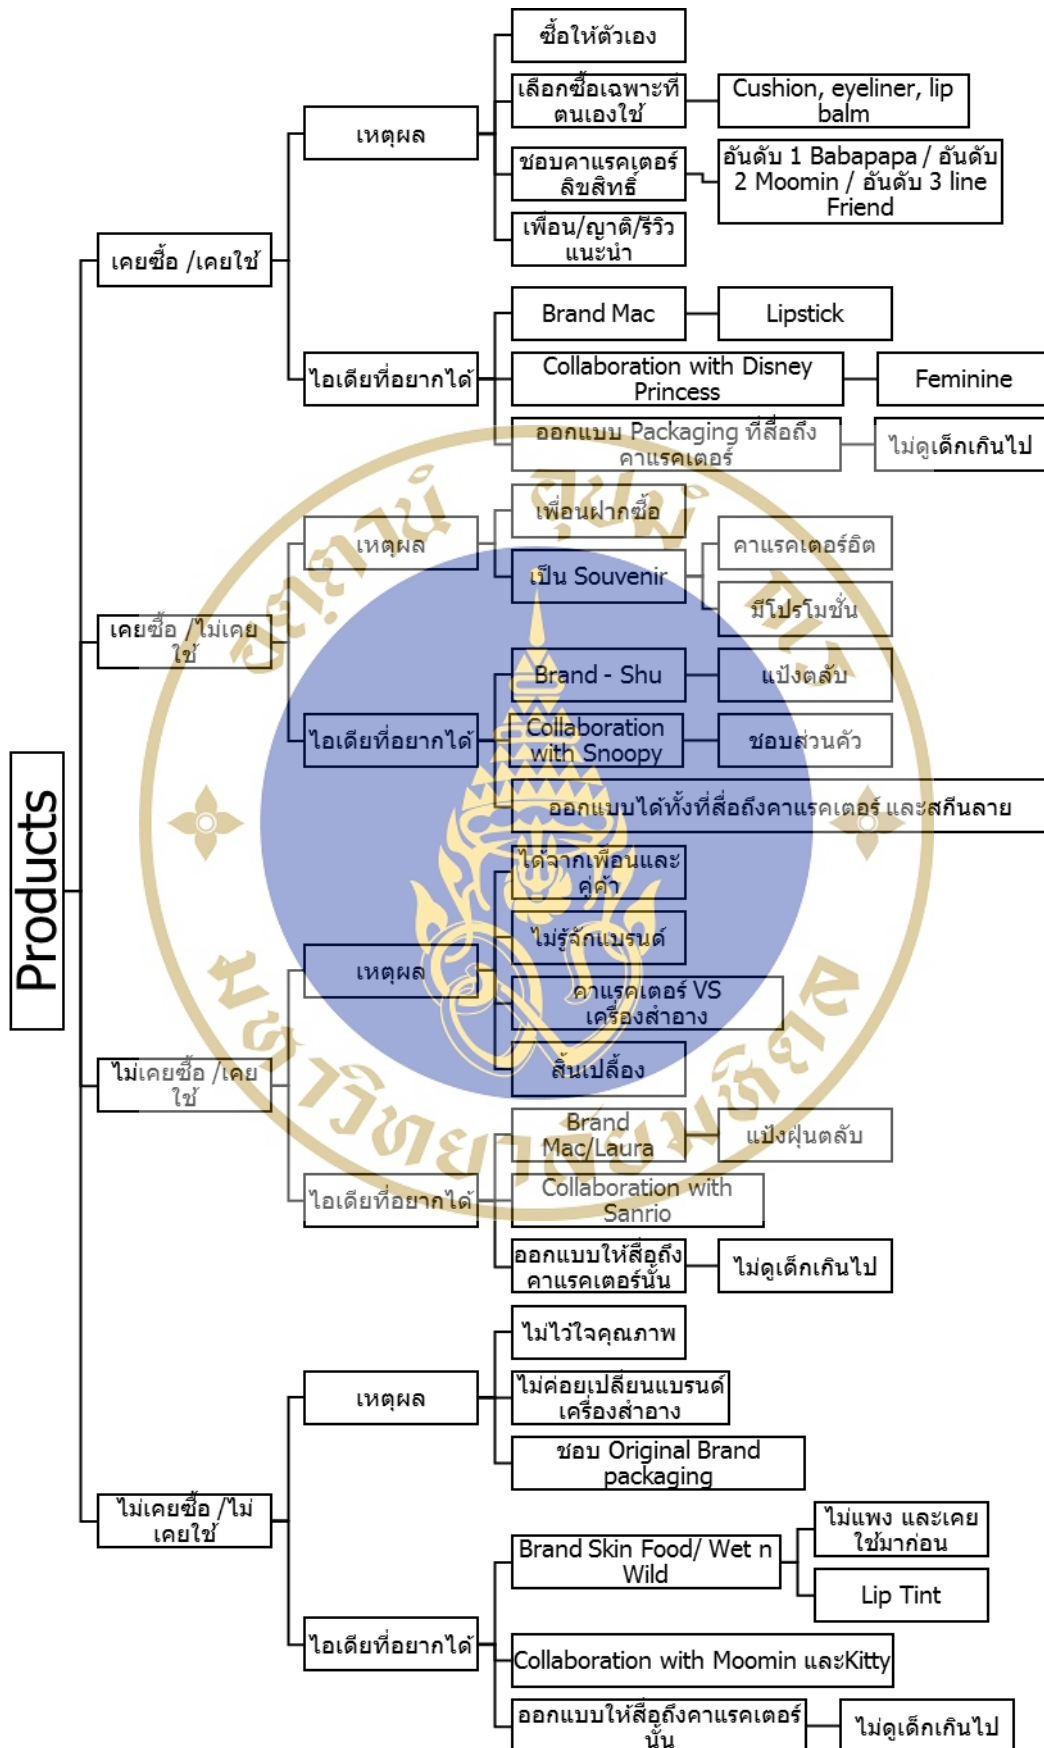 Products
เคยซื้อ /เคยใช้
เหตุผล
ซื้อให้ตัวเอง
เลือกซื้อเฉพาะที่
ตนเองใช้
Cushion, eyeliner, lip
balm
ชอบคาแรคเตอร์
ลิขสิทธิ์
อันดับ 1 Babapapa / อันดับ
2 Moomin / อันดับ 3 line
Friend
เพื่อน/ญาติ/รีวิว
แนะนำ
ไอเดียที่อยากได้
Brand Mac
Lipstick
Collaboration with Disney
Princess
Feminine
ออกแบบ Packaging ที่สื่อถึง
คาแรคเตอร์
ไม่ดูเด็กเกินไป
เคยซื้อ /ไม่เคย
ใช้
เหตุผล
เพื่อนฝากซื้อ
เป็น Souvenir
คาแรคเตอร์ฮิต
มีโปรโมชั่น
ไอเดียที่อยากได้
Brand - Shu
แป้งตลับ
Collaboration
with Snoopy
ชอบส่วนตัว
ออกแบบได้ทั้งที่สื่อถึงคาแรคเตอร์ และสกีนลาย
ไม่เคยซื้อ /เคย
ใช้
เหตุผล
ได้จากเพื่อนและ
คู่ค้า
ไม่รู้จักแบรนด์
คาแรคเตอร์ VS
เครื่องสำอาง
สิ้นเปลื้อง
ไอเดียที่อยากได้
Brand
Mac/Laura
แป้งฝุ่นตลับ
Collaboration with
Sanrio
ออกแบบให้สื่อถึง
คาแรคเตอร์นั้น
ไม่ดูเด็กเกินไป
ไม่เคยซื้อ /ไม่
เคยใช้
เหตุผล
ไม่ไว้ใจคุณภาพ
ไม่ค่อยเปลี่ยนแบรนด์
เครื่องสำอาง
ชอบ Original Brand
packaging
ไอเดียที่อยากได้
Brand Skin Food/ Wet n
Wild
ไม่แพง และเคย
ใช้มาก่อน
Lip Tint
Collaboration with Moomin และKitty
ออกแบบให้สื่อถึงคาแรคเตอร์
นั้น
ไม่ดูเด็กเกินไป
อตฺตานํ อุปมํ กเร
มหาวิทยาลัยมหิดล